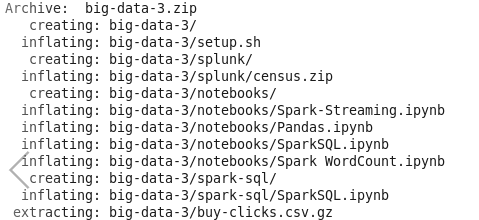 Archive:  big-data-3.zip
   creating: big-data-3/
  inflating: big-data-3/setup.sh
   creating: big-data-3/splunk/
  inflating: big-data-3/splunk/census.zip
   creating: big-data-3/notebooks/
  inflating: big-data-3/notebooks/Spark-Streaming.ipynb
  inflating: big-data-3/notebooks/Pandas.ipynb
  inflating: big-data-3/notebooks/SparkSQL.ipynb
  inflating: big-data-3/notebooks/Spark WordCount.ipynb
   creating: big-data-3/spark-sql/
  inflating: big-data-3/spark-sql/SparkSQL.ipynb
 extracting: big-data-3/buy-clicks.csv.gz